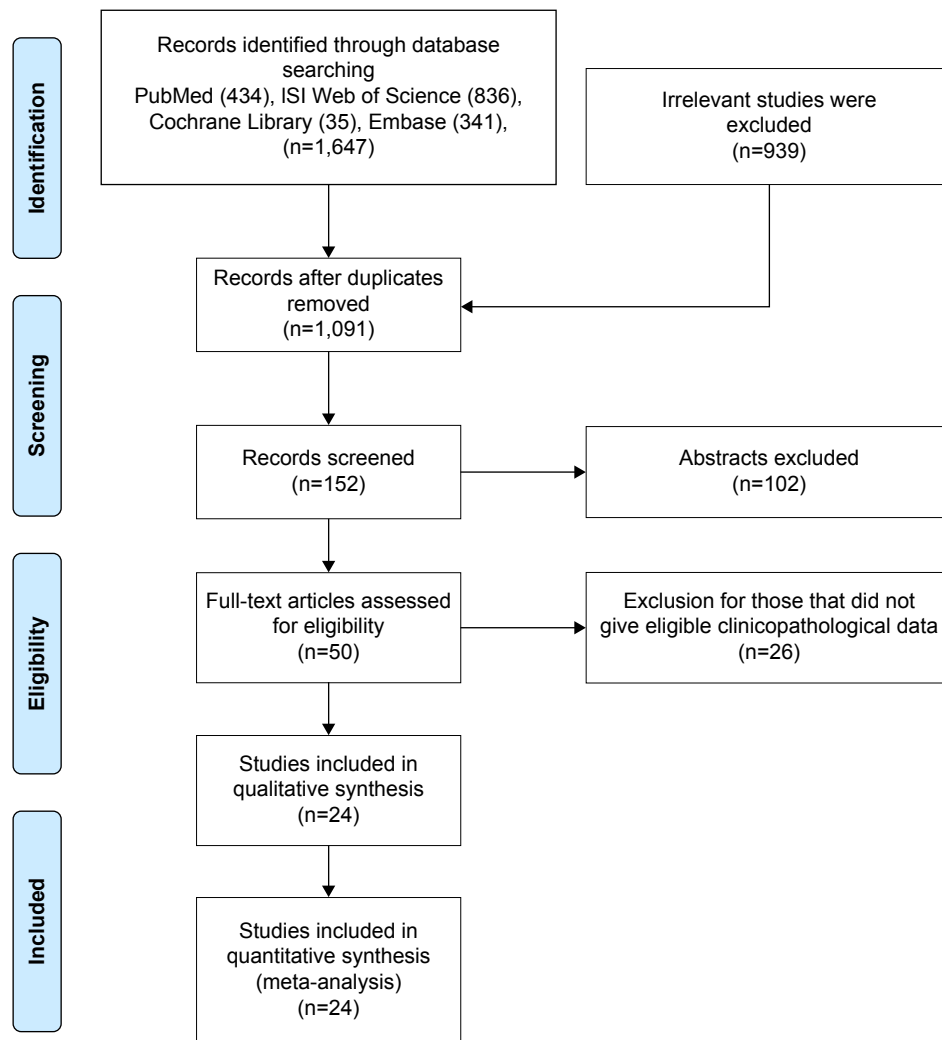 Identification
Records identified through database
searching
PubMed (434), ISI Web of Science (836),
Cochrane Library (35), Embase (341),
(n=1,647)
Irrelevant studies were
excluded
(n=939)
Records after duplicates
removed
(n=1,091)
Screening
Records screened
(n=152)
Abstracts excluded
(n=102)
Eligibility
Full-text articles assessed
for eligibility
(n=50)
Exclusion for those that did not
give eligible clinicopathological data
(n=26)
Studies included in
qualitative synthesis
(n=24)
Included
Studies included in
quantitative synthesis
(meta-analysis)
(n=24)